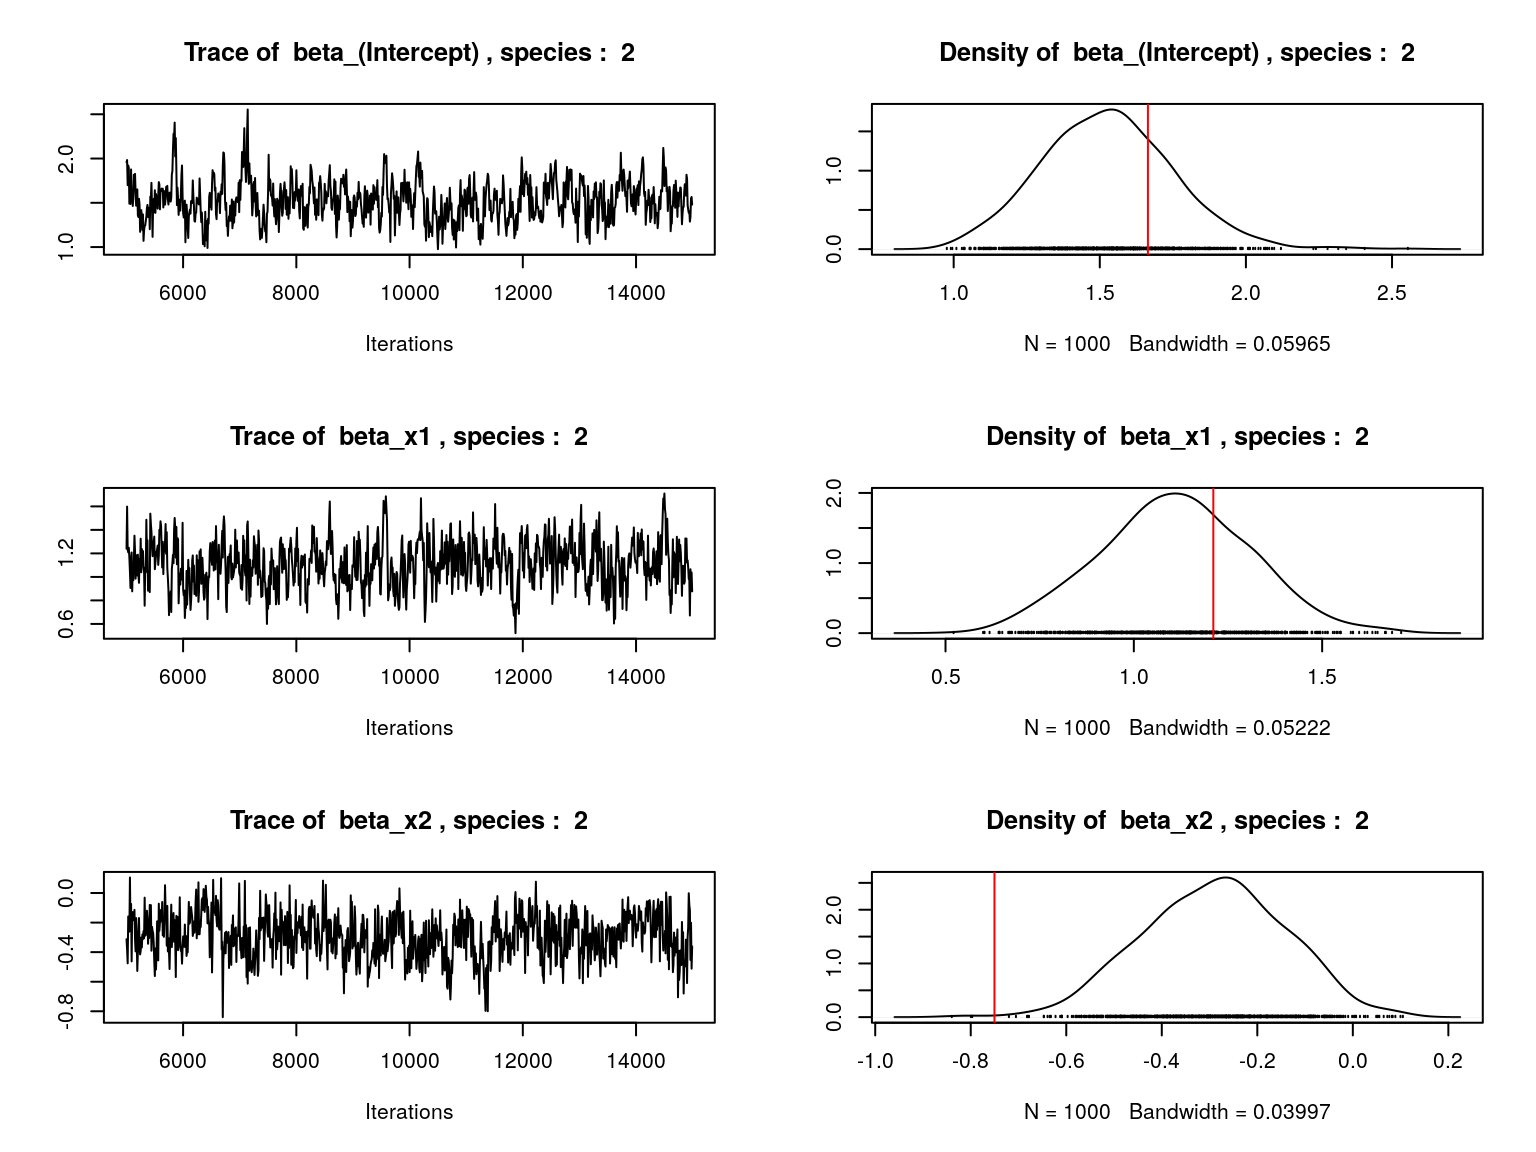 Trace of beta_(Intercept) , species : 2
2.0
1.0
6000 8000 10000 12000 14000
Iterations
Density of beta_(Intercept) , species : 2
1.0
0.0
1.0 1.5 2.0 2.5
N = 1000 Bandwidth = 0.05965
Trace of beta_x1 , species : 2
1.2
0.6
6000 8000 10000 12000 14000
Iterations
Density of beta_x1 , species : 2
2.0
1.0
0.0
0.5 1.0 1.5
N = 1000 Bandwidth = 0.05222
Trace of beta_x2 , species : 2
0.0
-0.4
-0.8
6000 8000 10000 12000 14000
Iterations
Density of beta_x2 , species : 2
2.0
1.0
0.0
-1.0 -0.8 -0.6 -0.4 -0.2 0.0 0.2
N = 1000 Bandwidth = 0.03997